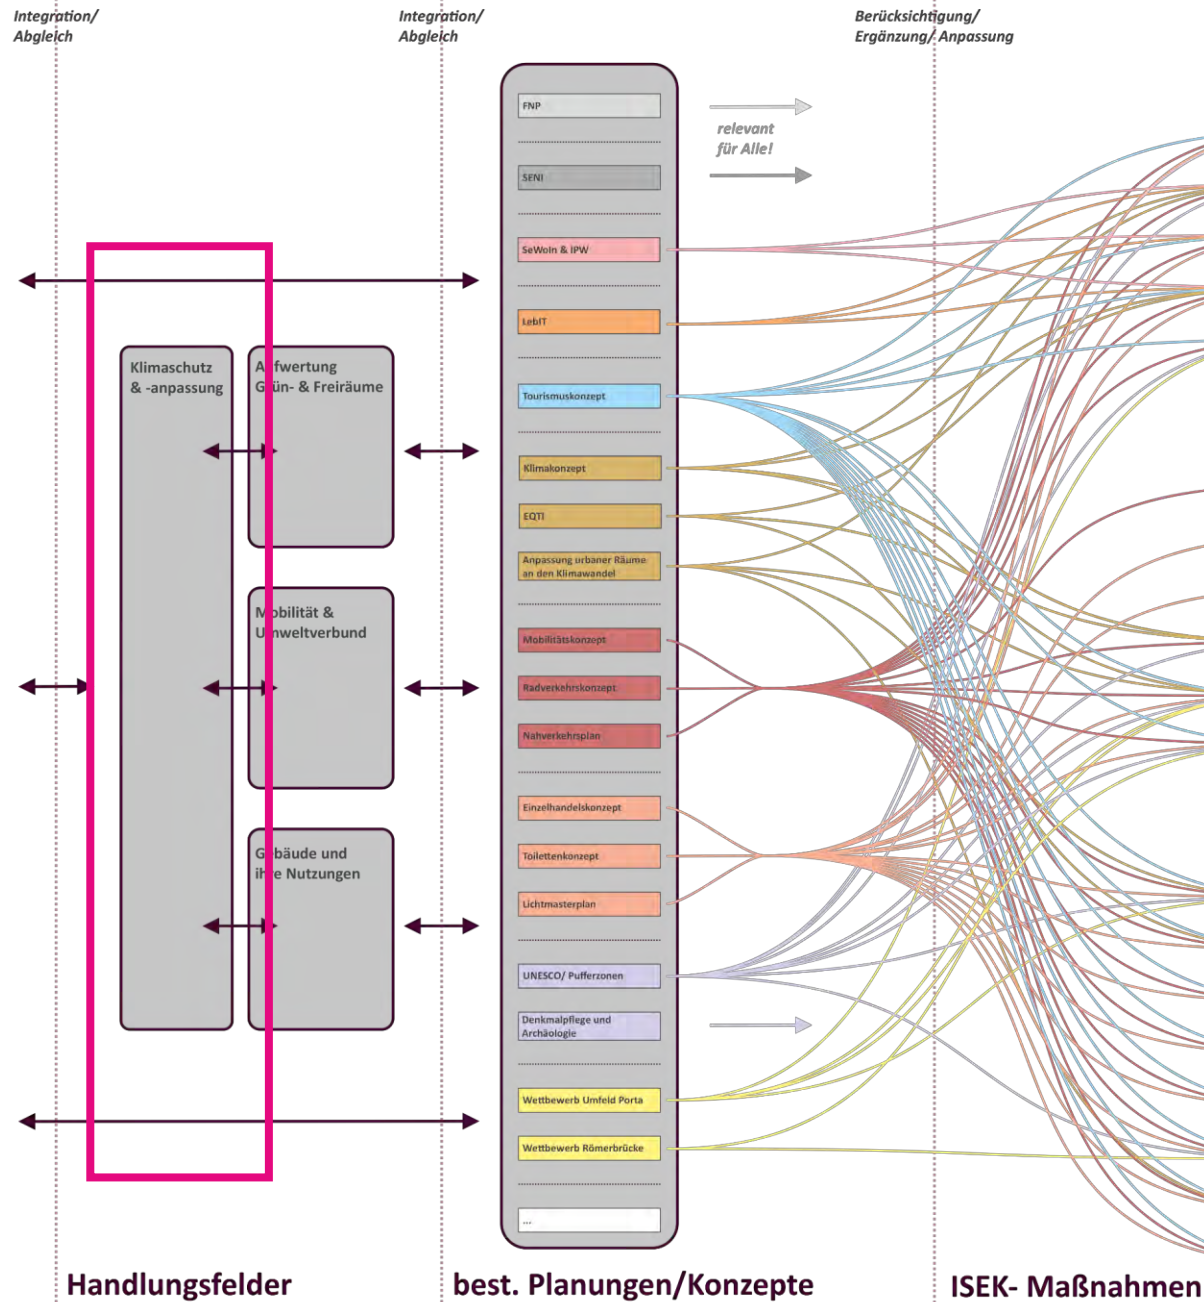 Integration/
Abgleich
Integration/
Abgleich
Berücksichtigung/
Ergänzung/ Anpassung
FNP
relevant
für Alle!
SENI
SeWoIn & IPW
LebIT
Klimaschutz
& -anpassung
Aufwertung
Grün- & Freiräume
Tourismuskonzept
Klimakonzept
EQTI
Anpassung urbaner Räume
an den Klimawandel
Mobilität &
Umweltverbund
Mobilitätskonzept
Radverkehrskonzept
Nahverkehrsplan
Einzelhandelskonzept
Gebäude und
ihre Nutzungen
Toilettenkonzept
Lichtmasterplan
UNESCO/ Pufferzonen
Denkmalpflege und
Archäologie
Wettbewerb Umfeld Porta
Wettbewerb Römerbrücke
...
Handlungsfelder
best. Planungen/Konzepte
ISEK- Maßnahmen